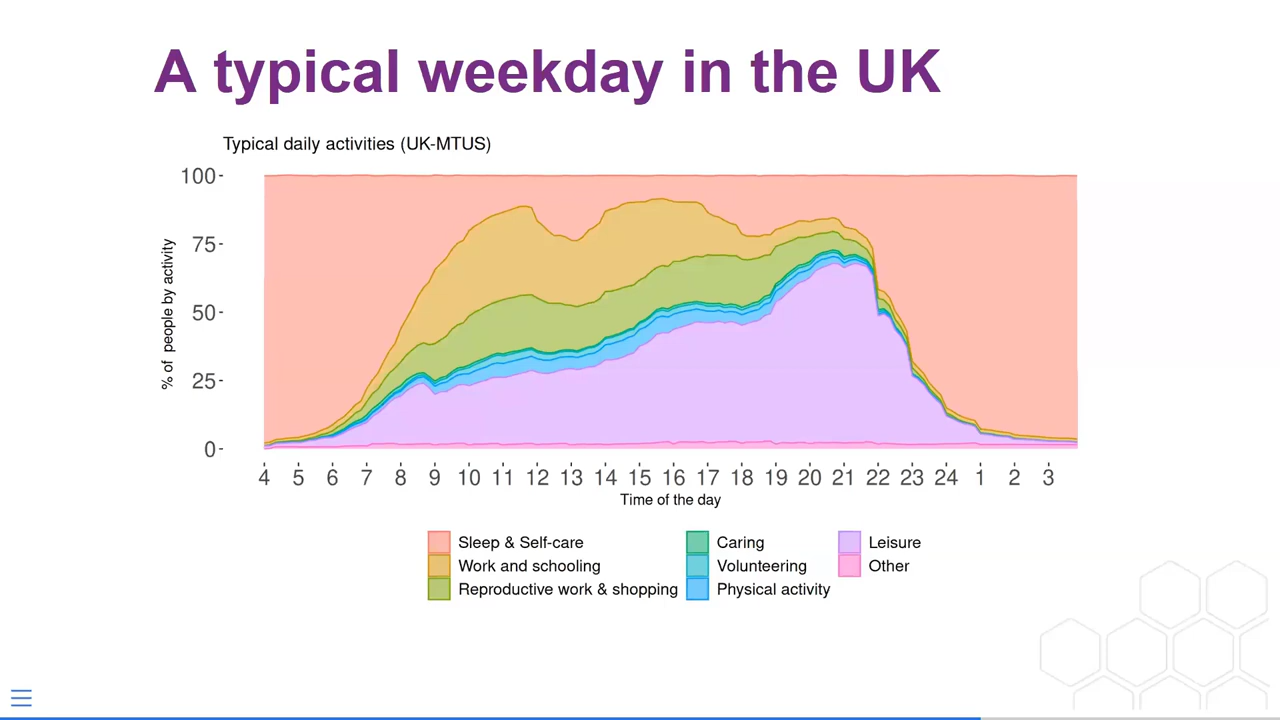 A typical weekday in the UK
Typical daily activities (UK-MTUS)
100
75
50
25
0
% of people by activity
4 5 6 7 8 9 10 11 12 13 14 15 16 17 18 19 20 21 22 23 24 1 2 3
Time of the day
Sleep & Self-care
Work and schooling
Reproductive work & shopping
Caring
Volunteering
Physical activity
Leisure
Other